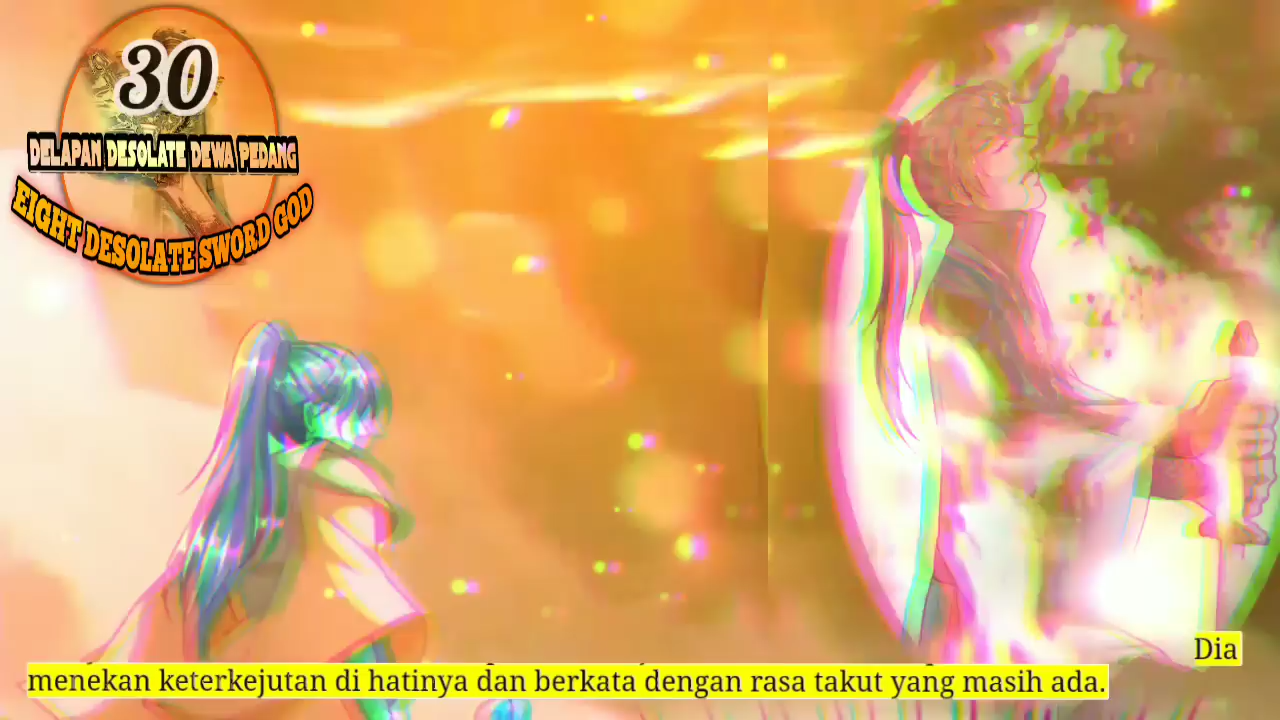 30
DELAPAN DESOLATE DEWA PEDANG
EIGHT DESOLATE SWORD GOD
Dia
menekan keterkejutan di hatinya dan berkata dengan rasa takut yang masih ada.